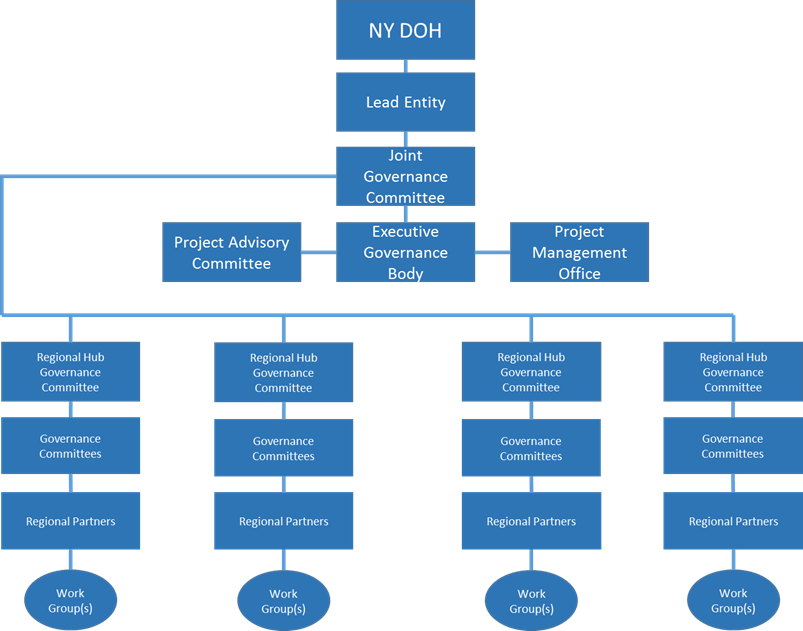 NY DOH
Lead Entity
Joint
Governance
Committee
Project Advisory
Committee
Executive
Governance
Body
Project
Management
Office
Regional Hub
Governance
Committee
Regional Hub
Governance
Committee
Regional Hub
Governance
Committee
Regional Hub
Governance
Committee
Governance
Committees
Governance
Committees
Governance
Committees
Governance
Committees
Regional Partners
Regional Partners
Regional Partners
Regional Partners
Work
Group(s)
Work
Group(s)
Work
Group(s)
Work
Group(s)